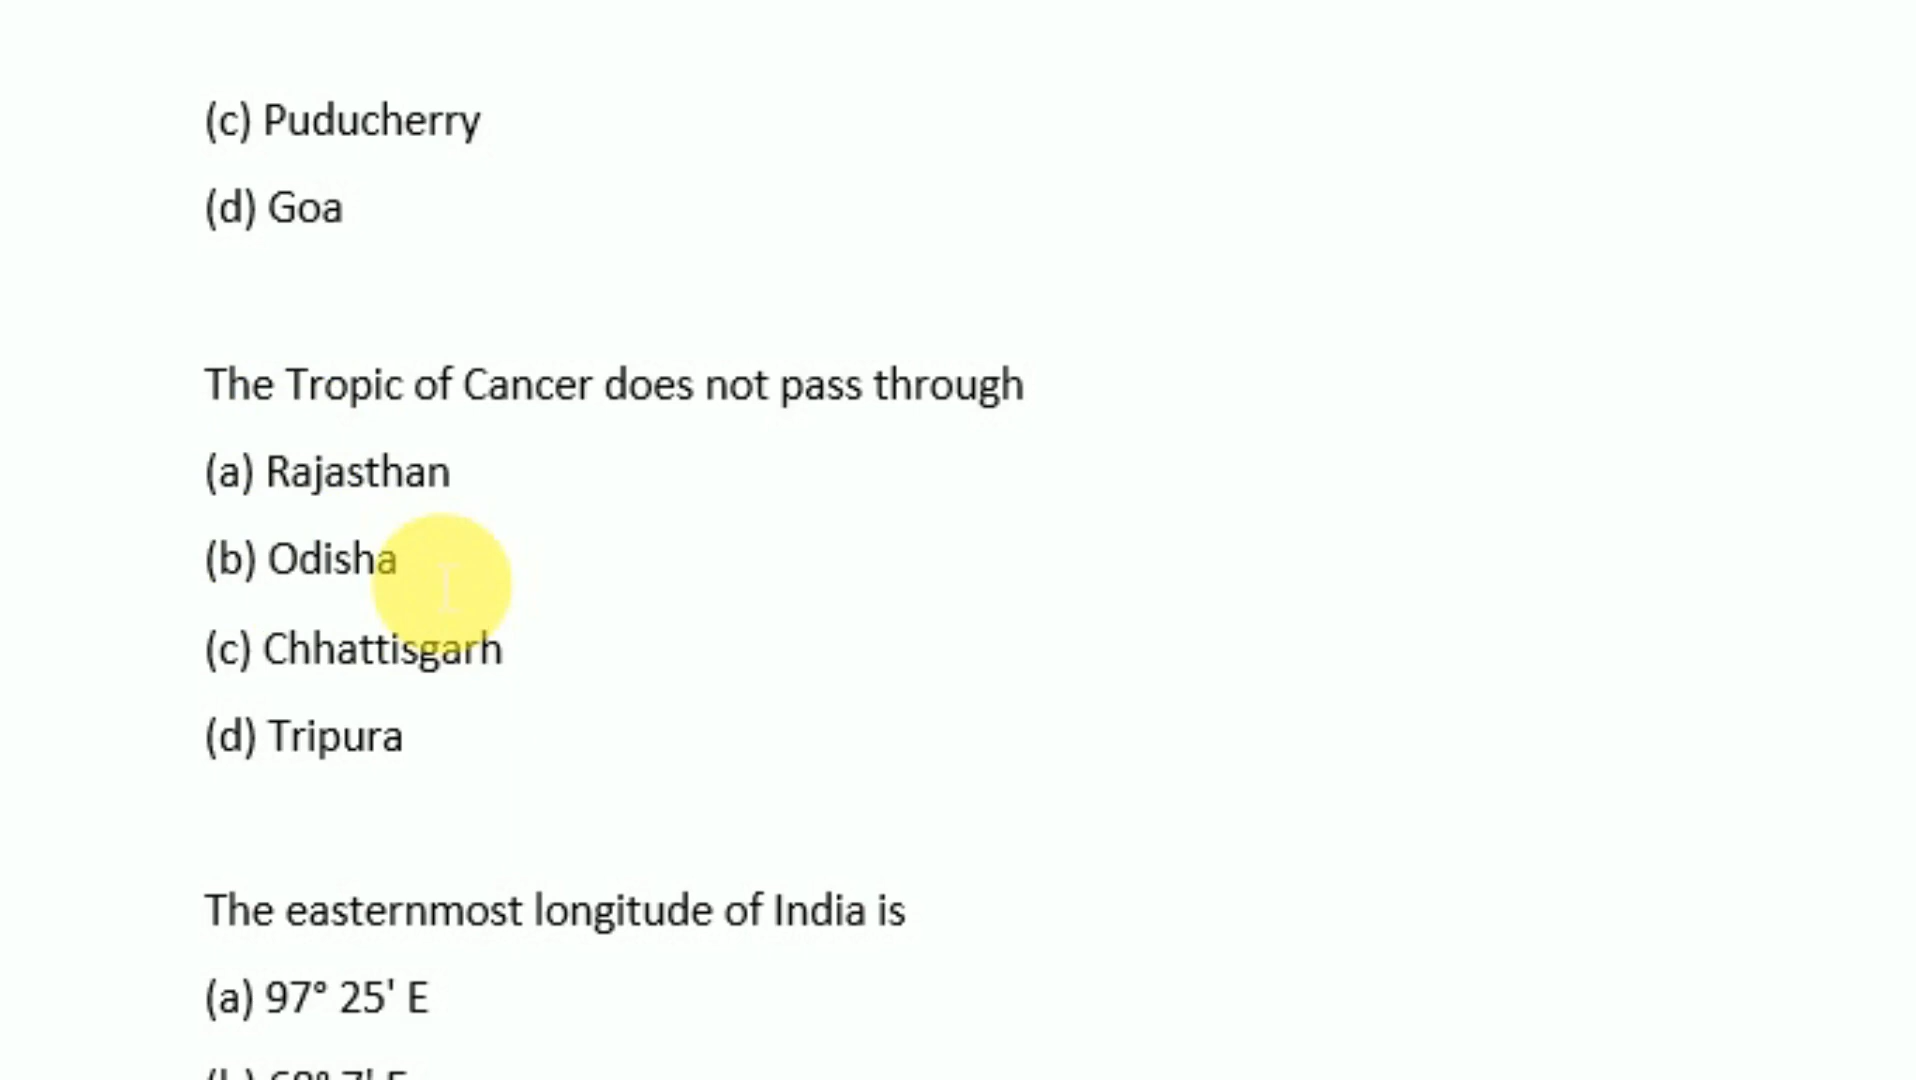 (c) Puducherry
(d) Goa
The Tropic of Cancer does not pass through
(a) Rajasthan
(b) Odisha
(c) Chhattisgarh
(d) Tripura
The easternmost longitude of India is
(a) 97° 25' E